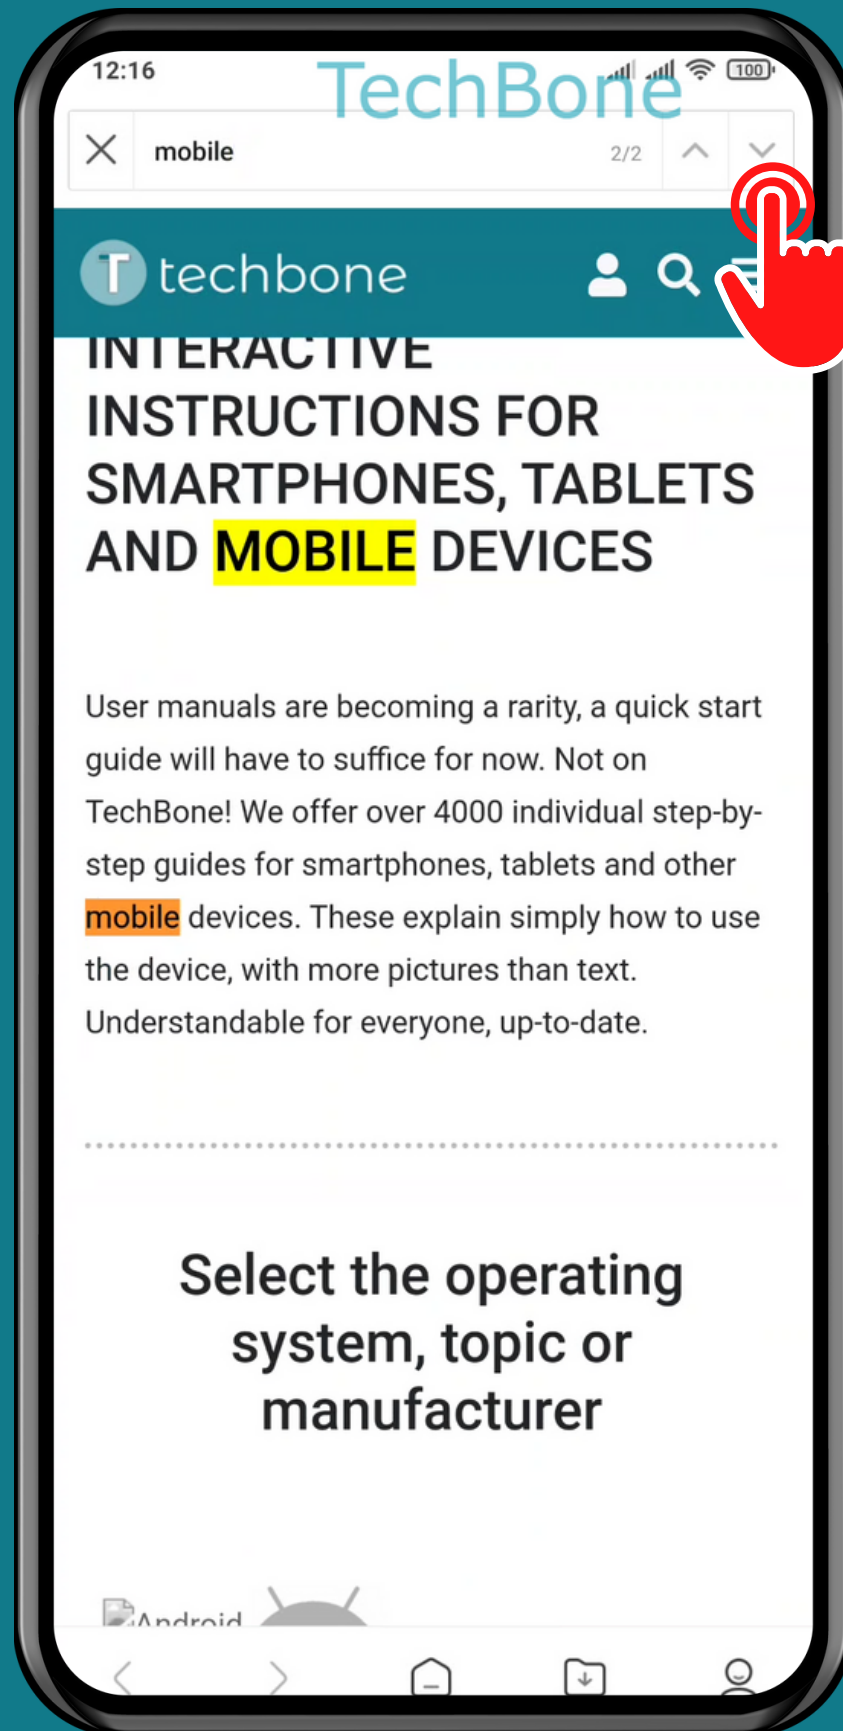 12:16
TechBone
100
mobile
2/2
T techbone
INTERACTIVE
INSTRUCTIONS FOR
SMARTPHONES, TABLETS
AND MOBILE DEVICES
User manuals are becoming a rarity, a quick start
guide will have to suffice for now. Not on
TechBone! We offer over 4000 individual step-by-
step guides for smartphones, tablets and other
mobile devices. These explain simply how to use
the device, with more pictures than text.
Understandable for everyone, up-to-date.
Select the operating
system, topic or
manufacturer
Android